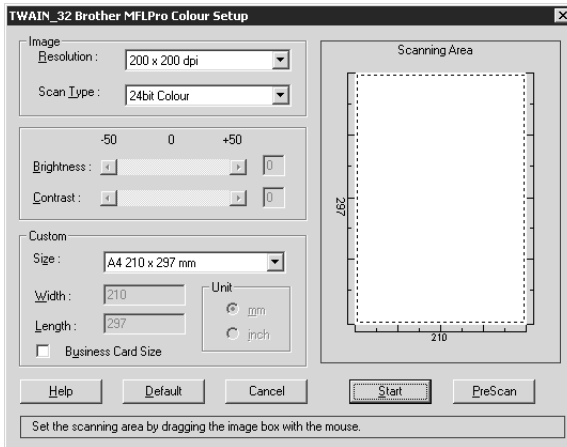 TWAIN_32 Brother MFLPro Colour Setup
Image
Resolution :
200 x 200 dpi
Scan Type :
24bit Colour
-50 0 +50
Brightness :
0
Contrast :
0
Custom
Size :
A4 210 x 297 mm
Width :
210
Length :
297
Unit
mm
inch
Business Card Size
Scanning Area
297
210
Help
Default
Cancel
Start
PreScan
Set the scanning area by dragging the image box with the mouse.